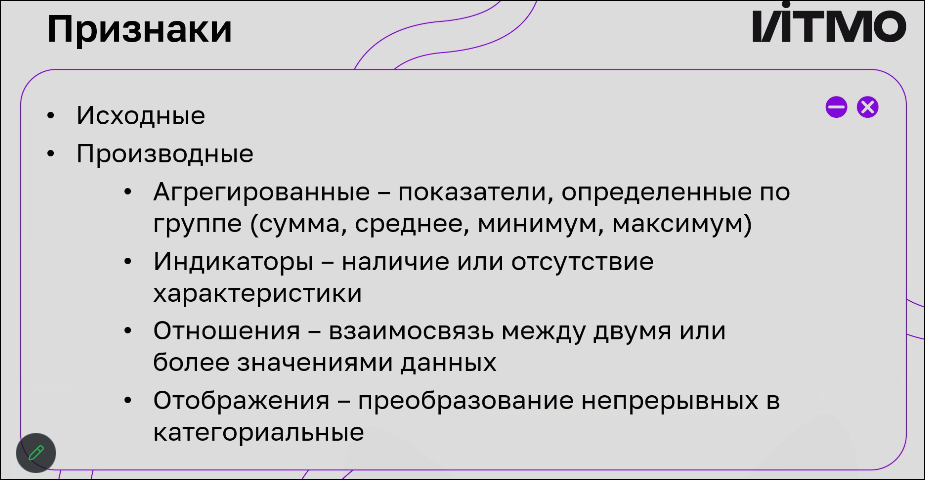 Признаки
ИTMO
• Исходные
• Производные
• Агрегированные – показатели, определенные по
группе (сумма, среднее, минимум, максимум)
• Индикаторы – наличие или отсутствие
характеристики
• Отношения – взаимосвязь между двумя или
более значениями данных
• Отображения – преобразование непрерывных в
категориальные